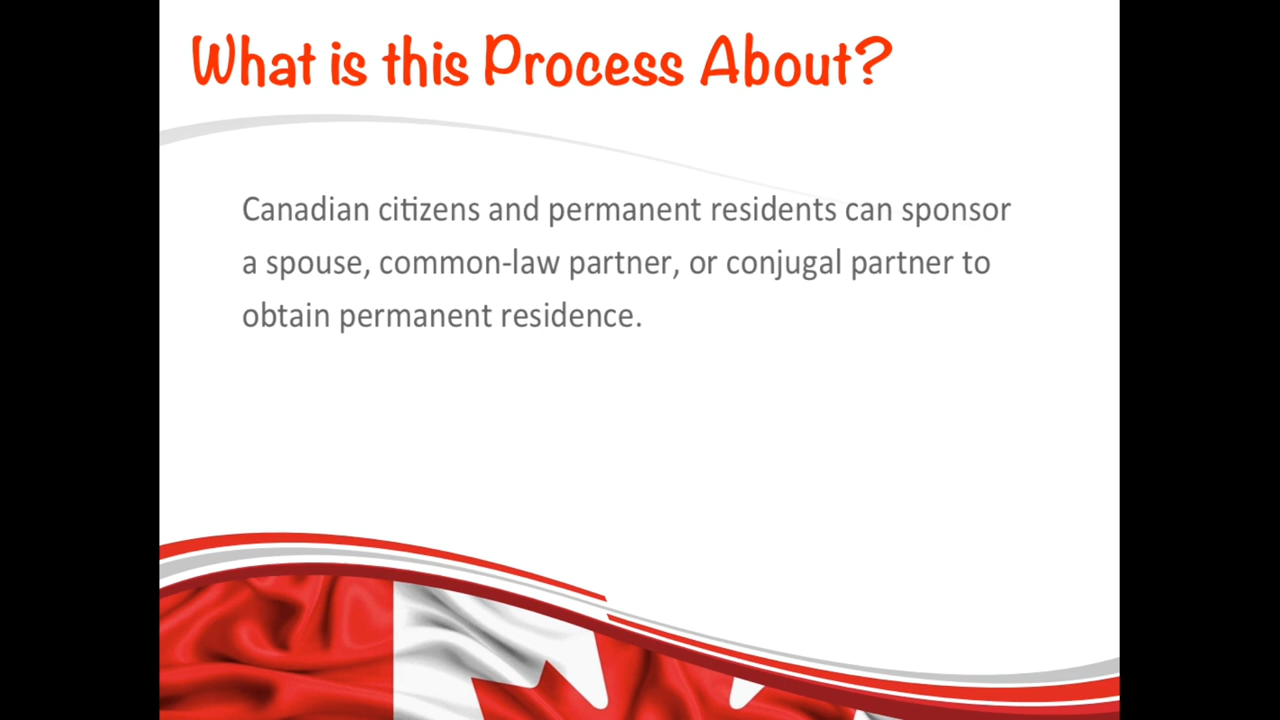 What is this Process About?
Canadian citizens and permanent residents can sponsor
a spouse, common-law partner, or conjugal partner to
obtain permanent residence.